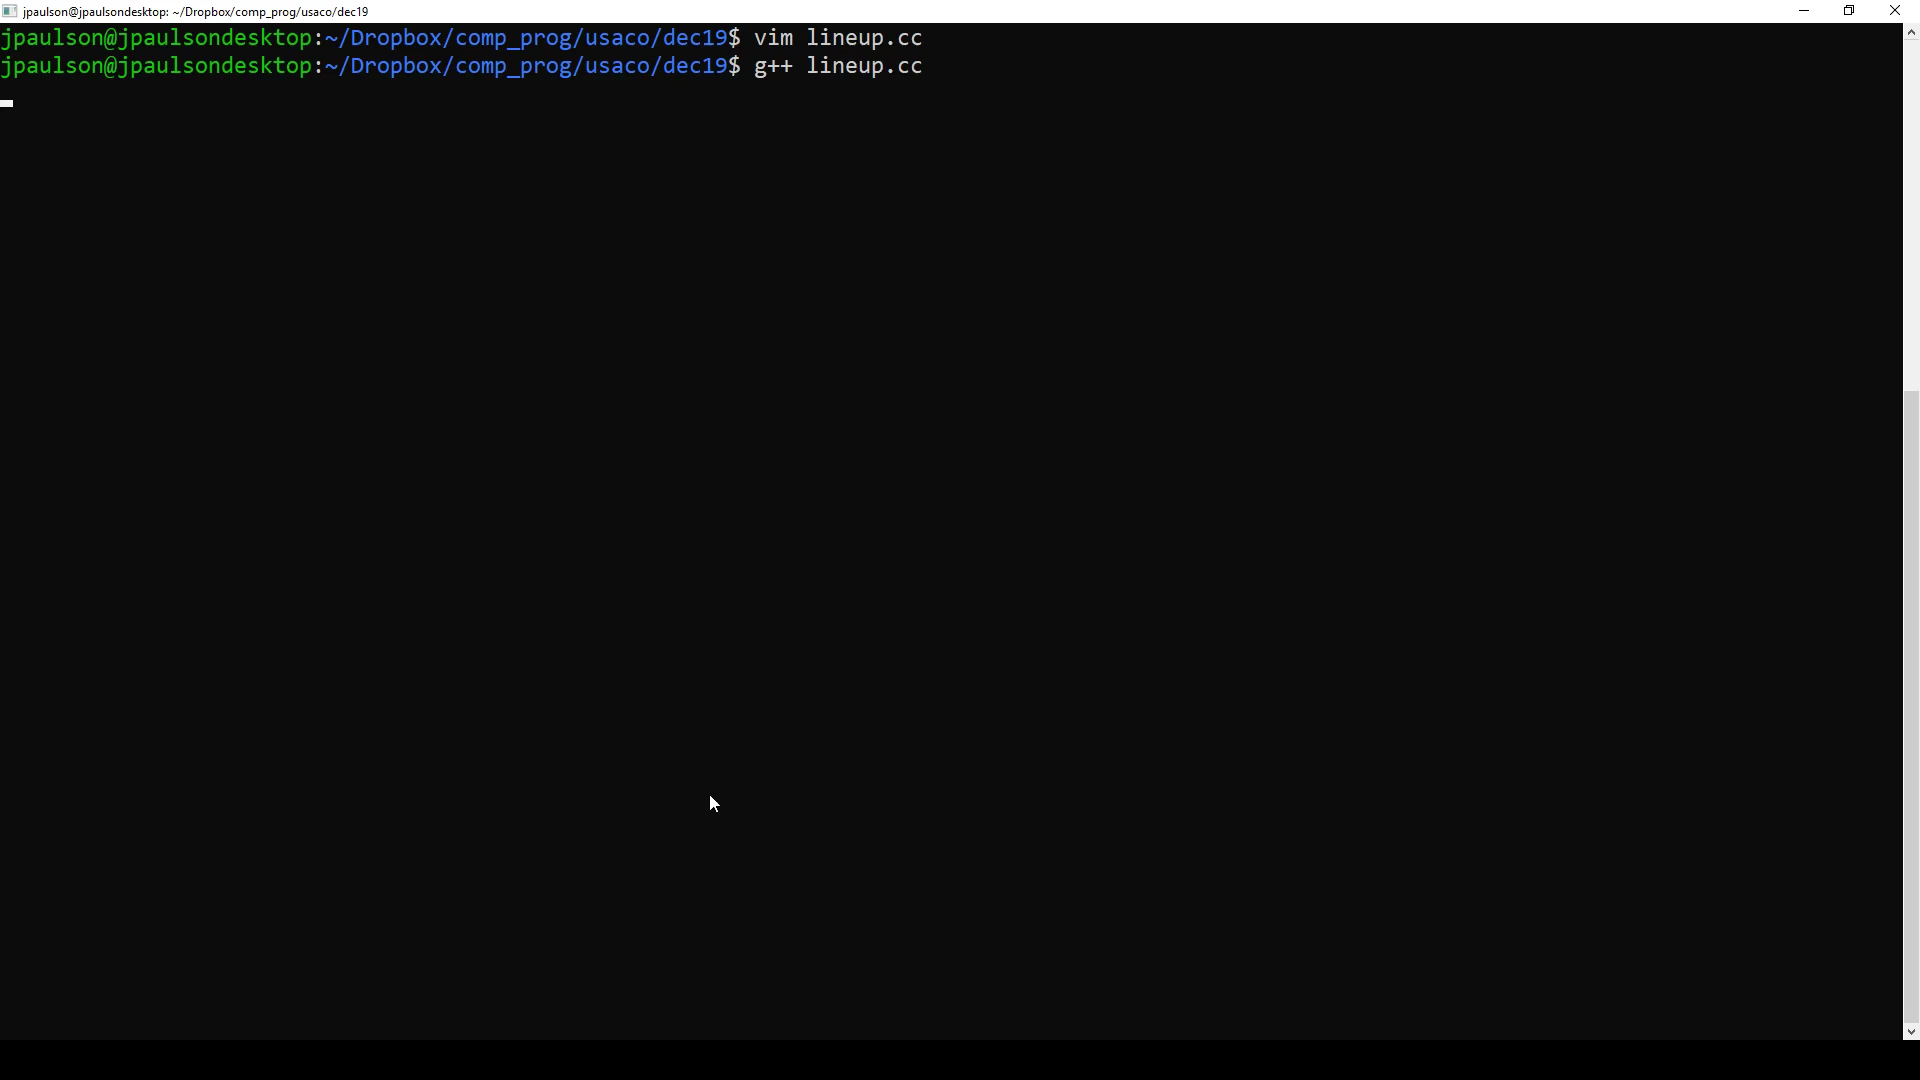 jpaulson@jpaulsondesktop: ~/Dropbox/comp_prog/usaco/dec19
jpaulson@jpaulsondesktop:~/Dropbox/comp_prog/usaco/dec19$ vim lineup.cc
jpaulson@jpaulsondesktop:~/Dropbox/comp_prog/usaco/dec19$ g++ lineup.cc